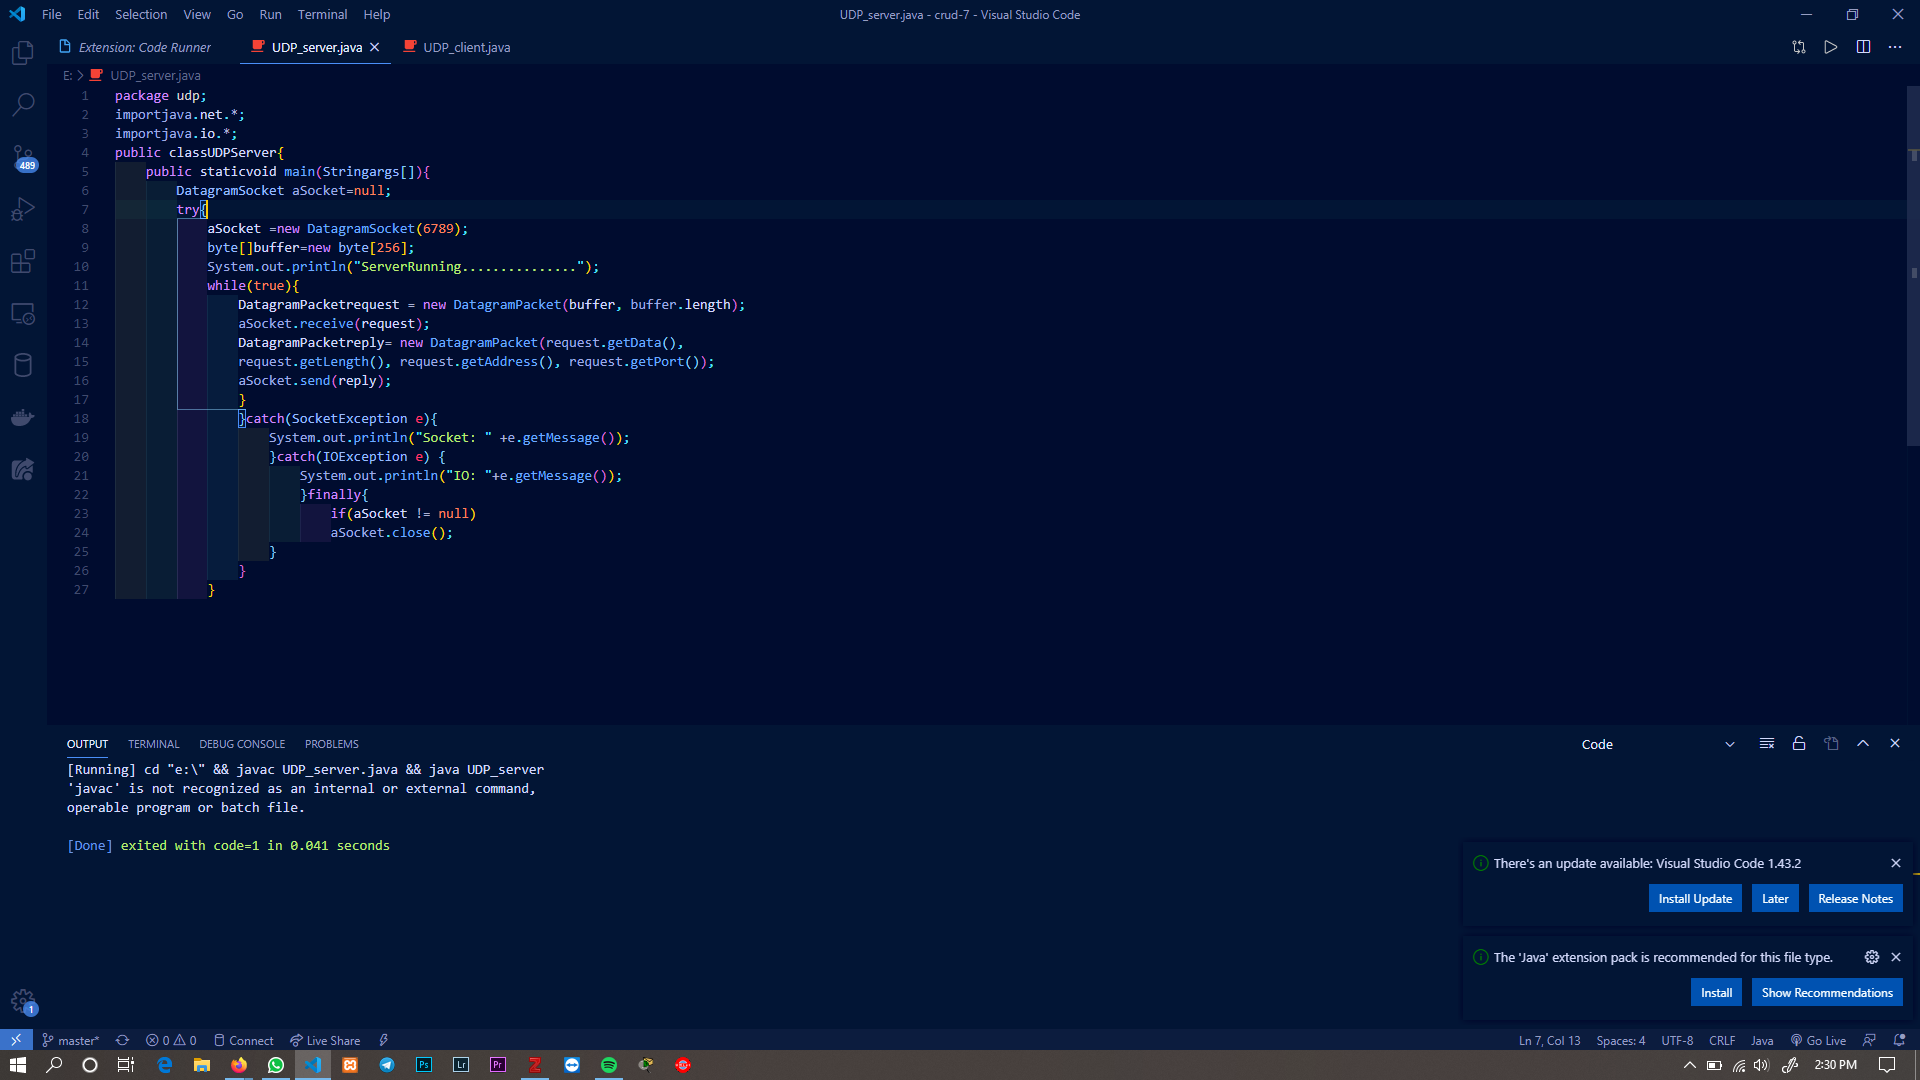 File Edit Selection View Go Run Terminal Help
UDP_server.java - crud-7 - Visual Studio Code
Extension: Code Runner
UDP_server.java
UDP_client.java
E: > UDP_server.java
1 package udp;
2 importjava.net.*;
3 importjava.io.*;
4 public classUDPServer{
5 public staticvoid main(Stringargs[]){
6 DatagramSocket aSocket=null;
7 try{
8 aSocket =new DatagramSocket(6789);
9 byte[]buffer=new byte[256];
10 System.out.println("ServerRunning...............");
11 while(true){
12 DatagramPacketrequest = new DatagramPacket(buffer, buffer.length);
13 aSocket.receive(request);
14 DatagramPacketreply= new DatagramPacket(request.getData(),
15 request.getLength(), request.getAddress(), request.getPort());
16 aSocket.send(reply);
17 }
18 }catch(SocketException e){
19 System.out.println("Socket: " +e.getMessage());
20 }catch(IOException e) {
21 System.out.println("IO: "+e.getMessage());
22 }finally{
23 if(aSocket != null)
24 aSocket.close();
25 }
26 }
27 }
489
OUTPUT TERMINAL DEBUG CONSOLE PROBLEMS
Code
[Running] cd "e:\" && javac UDP_server.java && java UDP_server
'javac' is not recognized as an internal or external command,
operable program or batch file.
[Done] exited with code=1 in 0.041 seconds
There's an update available: Visual Studio Code 1.43.2
Install Update Later Release Notes
The 'Java' extension pack is recommended for this file type.
Install Show Recommendations
1
master* 0 0 Connect Live Share
Ln 7, Col 13 Spaces: 4 UTF-8 CRLF Java Go Live
Ps Lr Pr
2:30 PM